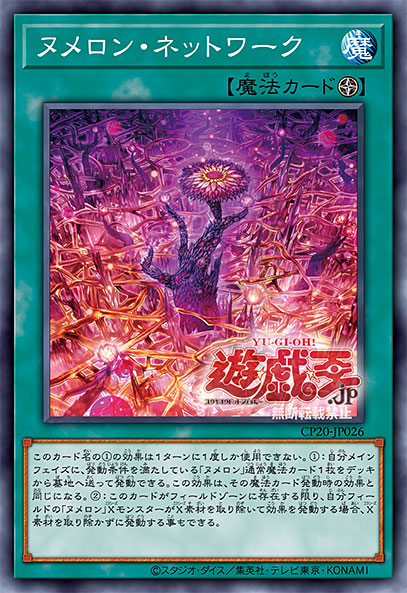 ヌメロン・ネットワーク
魔
【魔法カード】
YU-GI-OH!
遊戯王.jp
無断転載禁止
CP20-JP026
このカード名の①の効果は1ターンに1度しか使用できない。①：自分メイン
フェイズに、発動条件を満たしている「ヌメロン」通常魔法カード1枚をデッキ
から墓地へ送って発動できる。この効果は、その魔法カード発動時の効果と
同じになる。②：このカードがフィールドゾーンに存在する限り、自分フィー
ルドの「ヌメロン」Xモンスターが X素材を取り除いて効果を発動する場合、X
素材を取り除かずに発動する事もできる。
©スタジオ・ダイス／集英社・テレビ東京・KONAMI